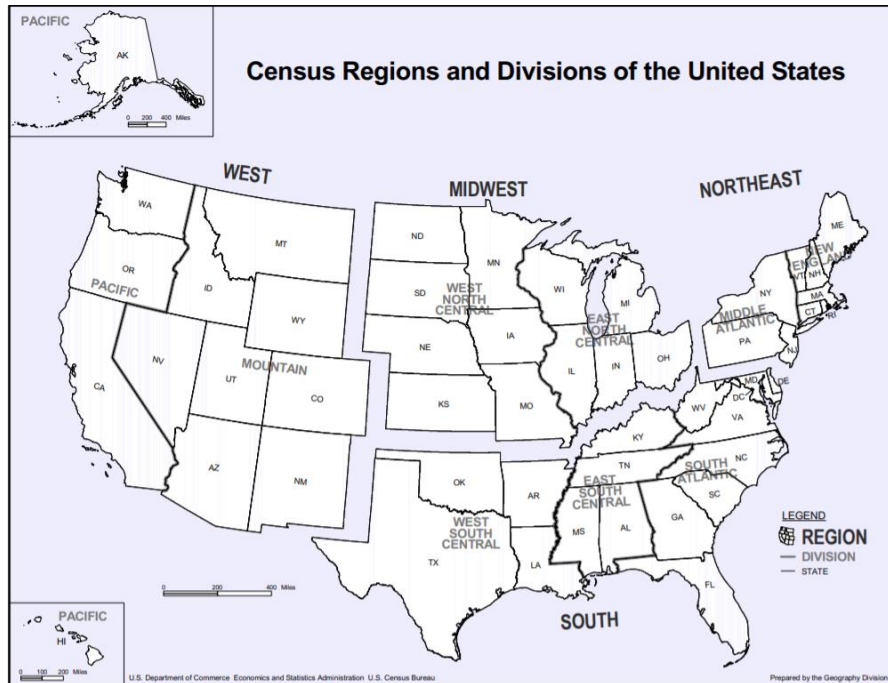 PACIFIC
AK
0 200 400 Miles
Census Regions and Divisions of the United States
WEST
MIDWEST
NORTHEAST
WA
MT
ND
MN
ME
OR
ID
PACIFIC
SD
WEST
NORTH
CENTRAL
WI
MI
NEW
ENGLAND
VT
NH
NY
MA
CT
RI
MIDDLE
ATLANTIC
WY
NE
IA
EAST
NORTH
CENTRAL
PA
NJ
NV
UT
MOUNTAIN
CO
CA
KS
MO
IL
IN
OH
WV
MD
DE
DC
VA
KY
AZ
NM
OK
AR
TN
NC
SOUTH
ATLANTIC
SC
EAST
SOUTH
CENTRAL
MS
AL
GA
WEST
SOUTH
CENTRAL
TX
LA
FL
SOUTH
LEGEND
REGION
DIVISION
STATE
0 200 400 Miles
PACIFIC
HI
0 100 200 Miles
U.S. Department of Commerce Economics and Statistics Administration U.S. Census Bureau
Prepared by the Geography Division